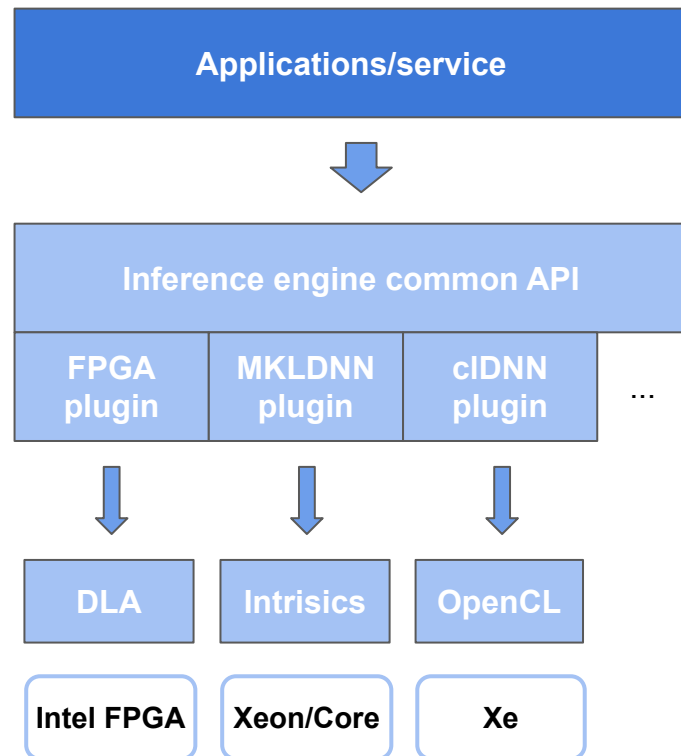 Applications/service
Inference engine common API
FPGA
plugin
MKLDNN
plugin
clDNN
plugin
...
DLA
Intrisics
OpenCL
Intel FPGA
Xeon/Core
Xe